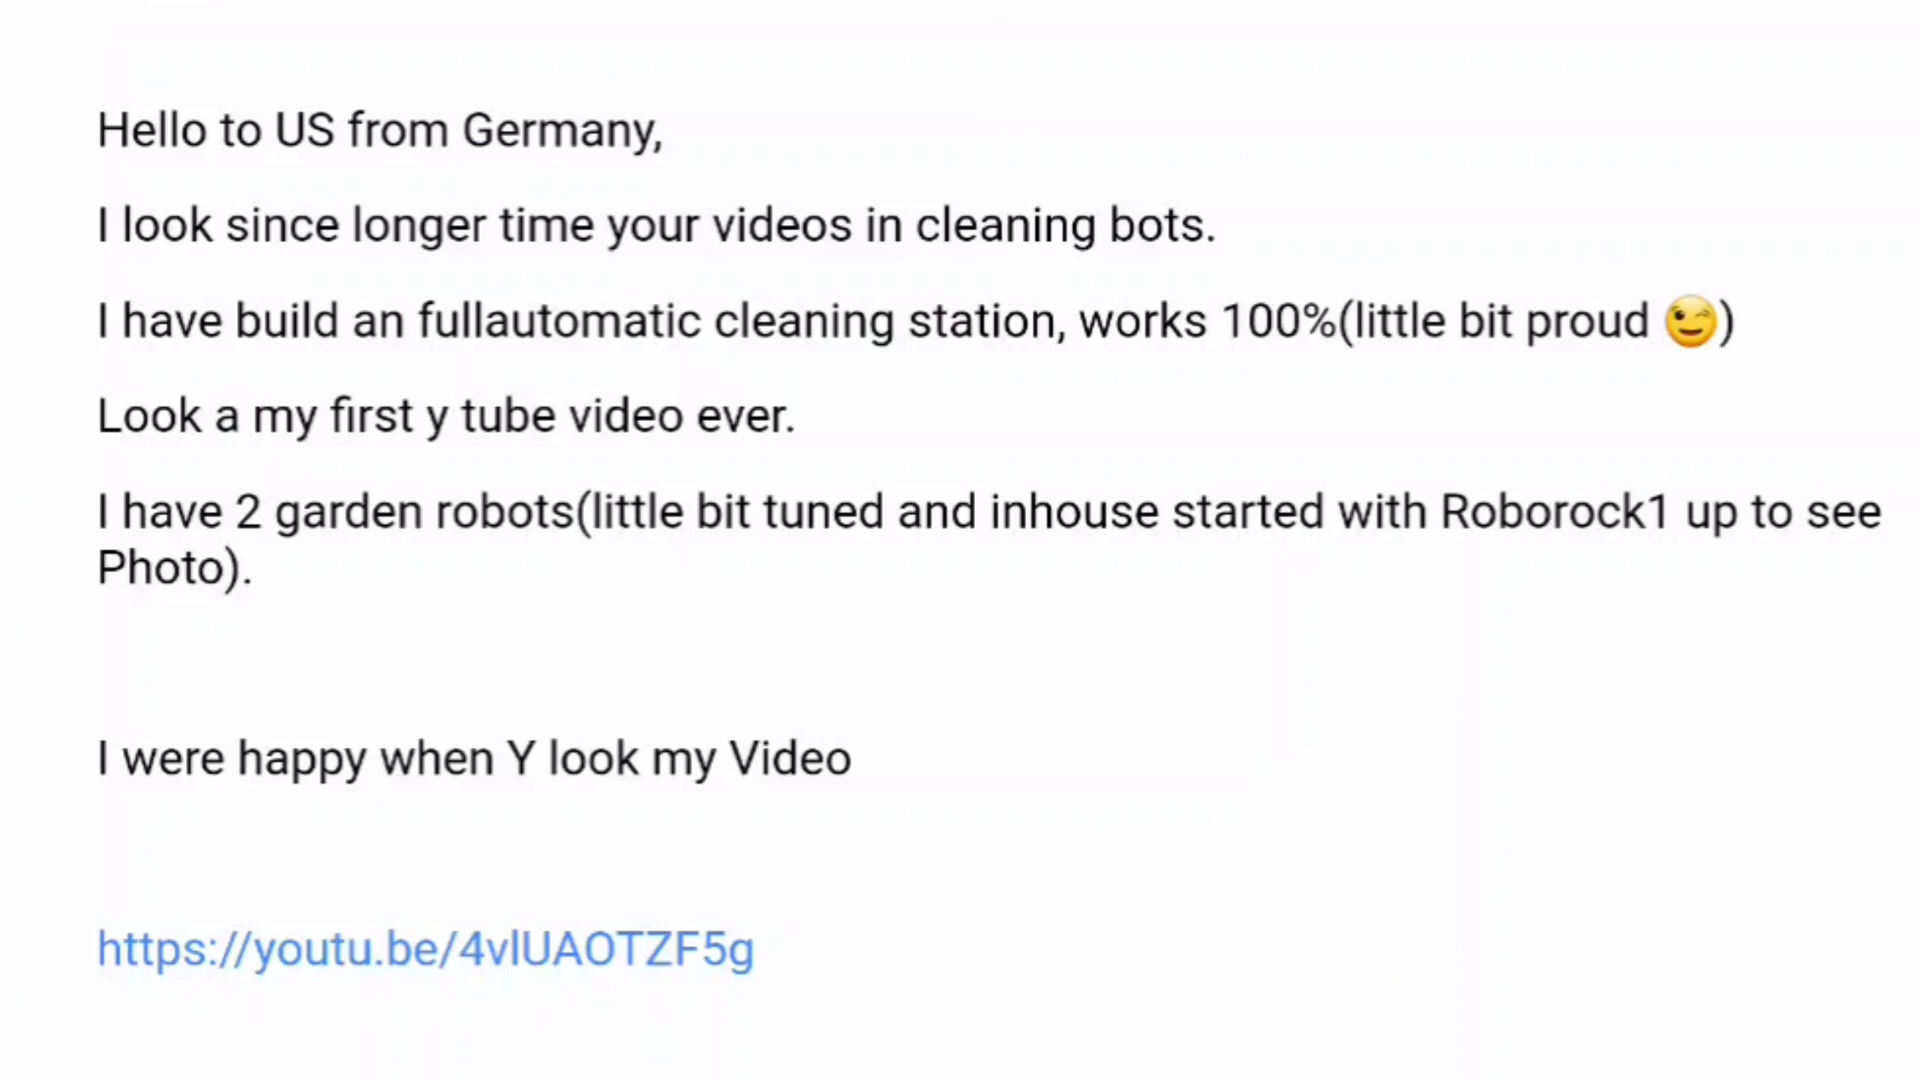 Hello to US from Germany,
I look since longer time your videos in cleaning bots.
I have build an fullautomatic cleaning station, works 100%(little bit proud 😉)
Look a my first y tube video ever.
I have 2 garden robots(little bit tuned and inhouse started with Roborock1 up to see
Photo).
I were happy when Y look my Video
https://youtu.be/4vlUAOTZF5g